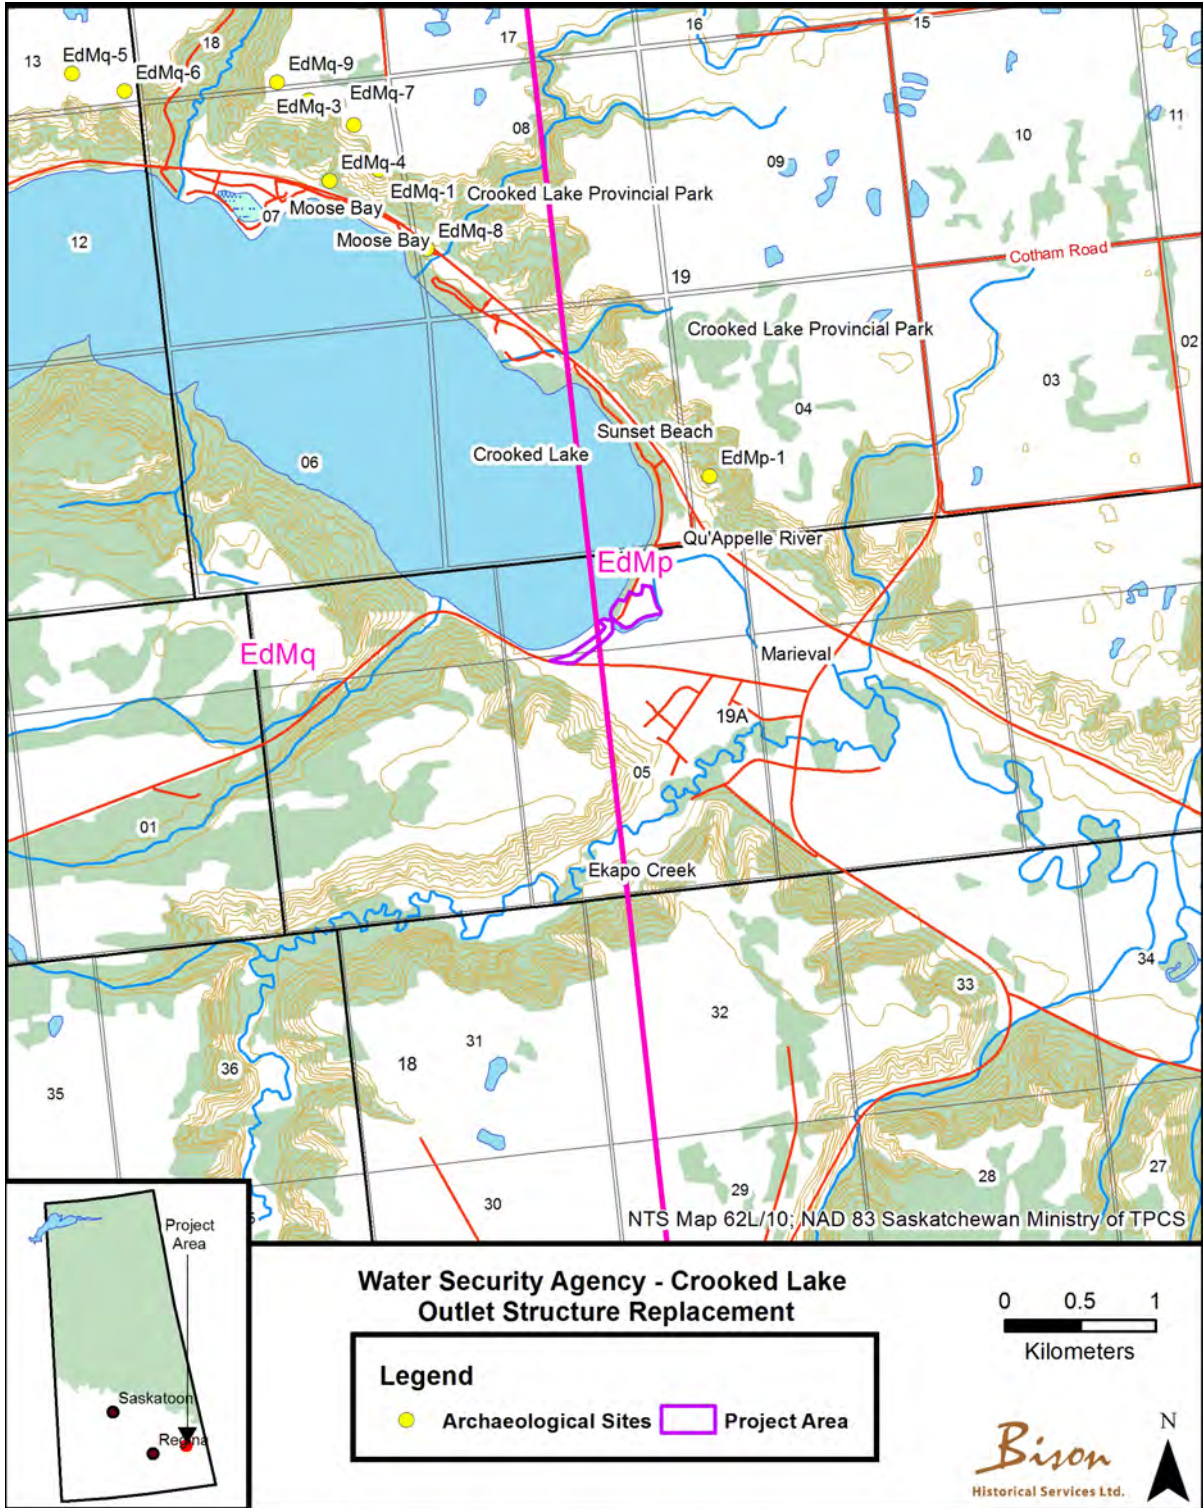 16
15
17
18
13
EdMq-5
EdMq-6
EdMq-9
EdMq-7
EdMq-3
11
08
10
09
EdMq-4
EdMq-1
Crooked Lake Provincial Park
Moose Bay
07
Moose Bay
EdMq-8
12
Cotham Road
19
Crooked Lake Provincial Park
02
03
04
Sunset Beach
Crooked Lake
EdMp-1
06
Qu'Appelle River
EdMp
EdMq
Marieval
19A
05
01
Ekapo Creek
34
33
32
31
18
36
35
28
27
29
30
NTS Map 62L/10; NAD 83 Saskatchewan Ministry of TPCS
Project
Area
Saskatoon
Regina
Water Security Agency - Crooked Lake
Outlet Structure Replacement
Legend
Archaeological Sites
Project Area
0 0.5 1
Kilometers
N
Bison
Historical Services Ltd.